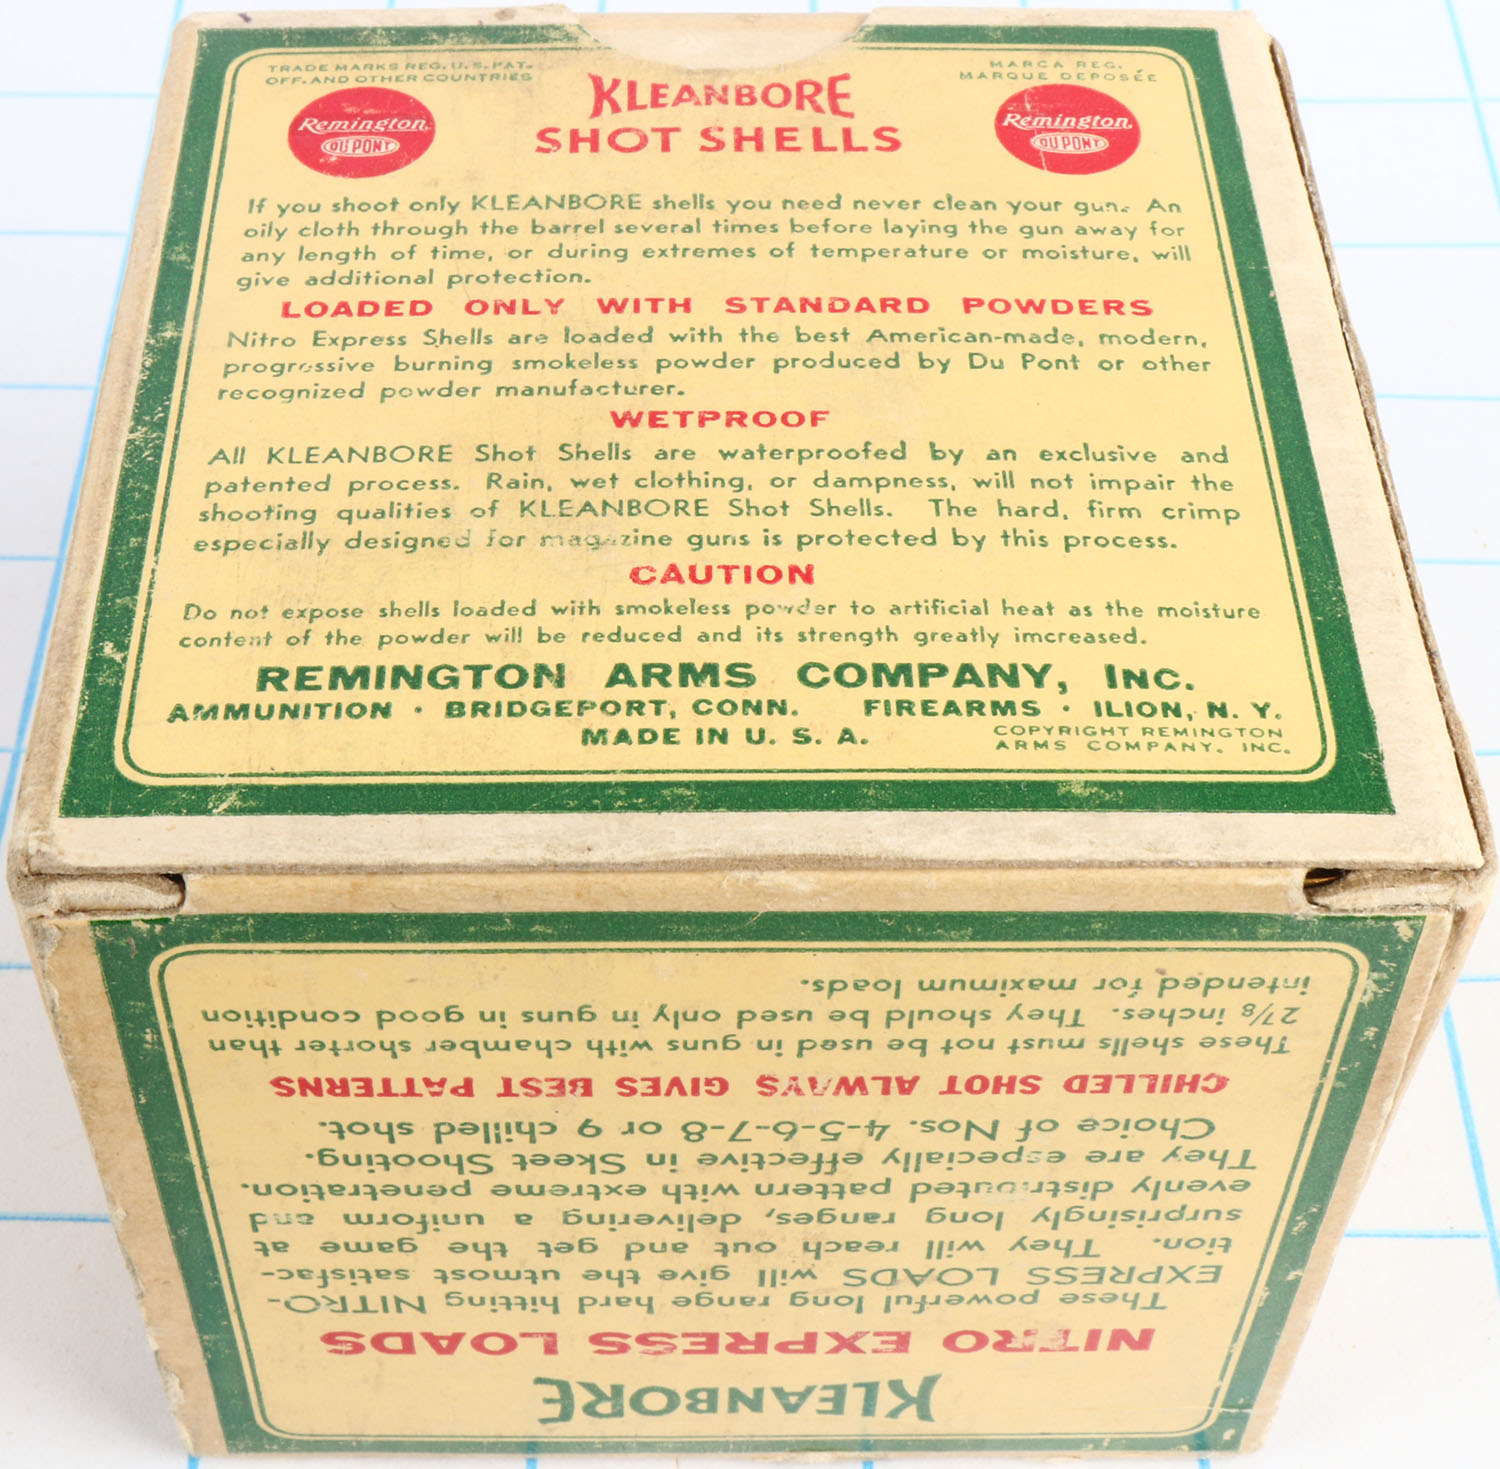 TRADE MARKS REG. U. S. PAT.
OFF. AND OTHER COUNTRIES
MARCA REG.
MARQUE DEPOSÉE
Remington
DU PONT
KLEANBORE
SHOT SHELLS
Remington
DU PONT
If you shoot only KLEANBORE shells you need never clean your gun. An
oily cloth through the barrel several times before laying the gun away for
any length of time, or during extremes of temperature or moisture, will
give additional protection.
LOADED ONLY WITH STANDARD POWDERS
Nitro Express Shells are loaded with the best American-made, modern,
progressive burning smokeless powder produced by Du Pont or other
recognized powder manufacturer.
WETPROOF
All KLEANBORE Shot Shells are waterproofed by an exclusive and
patented process. Rain, wet clothing, or dampness, will not impair the
shooting qualities of KLEANBORE Shot Shells. The hard, firm crimp
especially designed for magazine guns is protected by this process.
CAUTION
Do not expose shells loaded with smokeless powder to artificial heat as the moisture
content of the powder will be reduced and its strength greatly imcreased.
REMINGTON ARMS COMPANY, INC.
AMMUNITION · BRIDGEPORT, CONN. FIREARMS · ILION, N. Y.
MADE IN U. S. A.
COPYRIGHT REMINGTON
ARMS COMPANY, INC.
KLEANBORE
NITRO EXPRESS LOADS
These powerful long range hard hitting NITRO-
EXPRESS LOADS will give the utmost satisfac-
tion. They will reach out and get the game at
surprisingly long ranges, delivering a uniform and
evenly distributed pattern with extreme penetration.
They are especially effective in Skeet Shooting.
Choice of Nos. 4-5-6-7-8 or 9 chilled shot.
CHILLED SHOT ALWAYS GIVES BEST PATTERNS
These shells must not be used in guns with chamber shorter than
2⅞ inches. They should be used only in guns in good condition
intended for maximum loads.